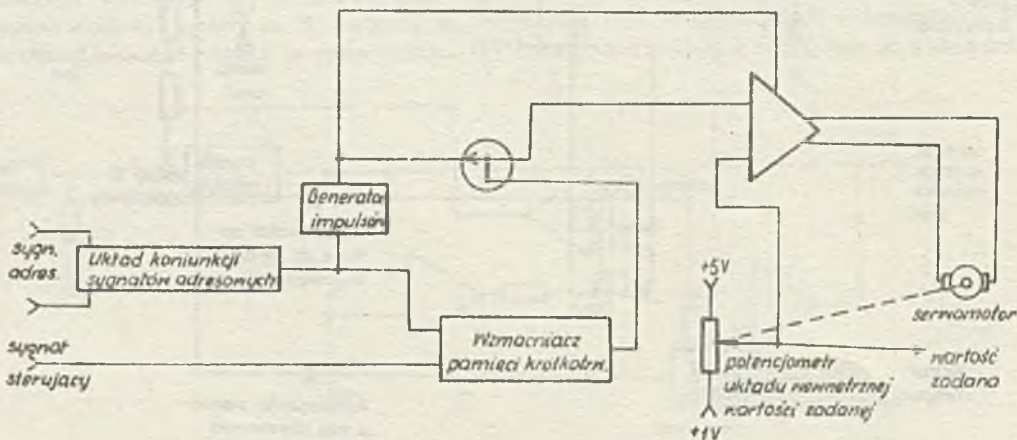 Generator
impulsów
sygn.
adres.
Układ koniunkcji
sygnałów adresowych
sygnał
sterujący
Wzmacniacz
pamięci krótkotrw.
+5V
+1V
potencjometr
układu wewnętrznej
wartości zadanej
serwomotor
wartość
zadana